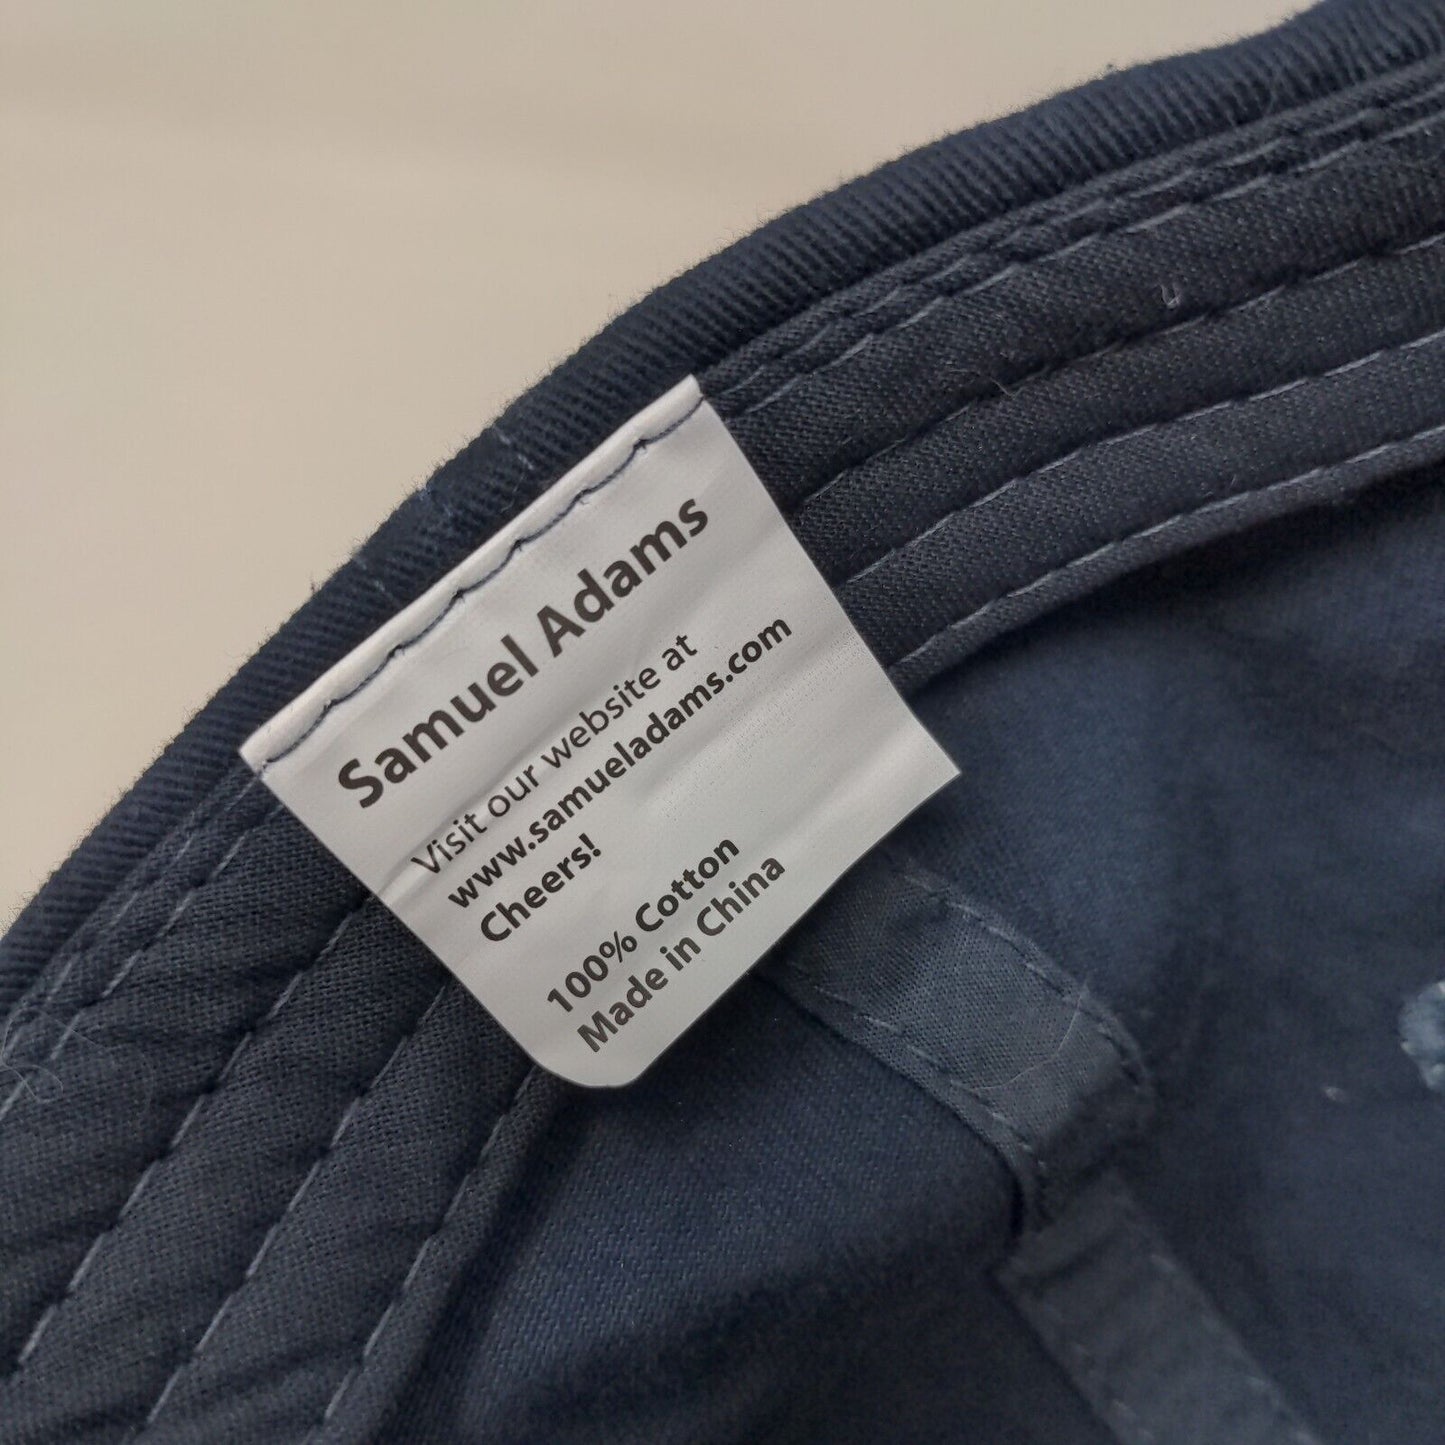 Samuel Adams
Visit our website at
www.samueladams.com
Cheers!
100% Cotton
Made in China